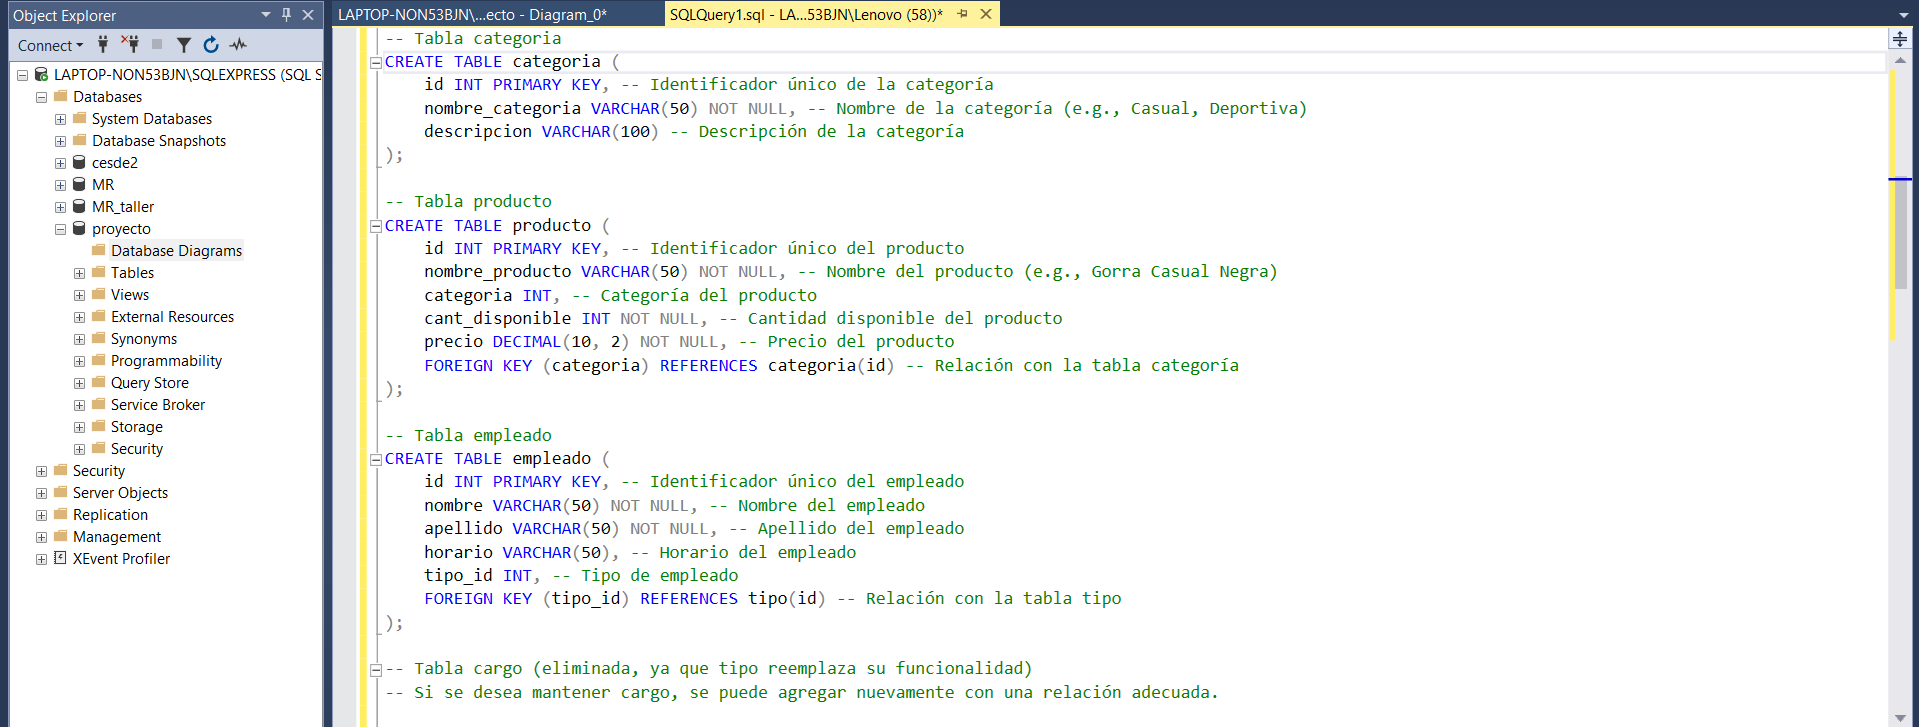 Object Explorer
Connect
LAPTOP-NON53BJN\SQLEXPRESS (SQL S
Databases
System Databases
Database Snapshots
cesde2
MR
MR_taller
proyecto
Database Diagrams
Tables
Views
External Resources
Synonyms
Programmability
Query Store
Service Broker
Storage
Security
Security
Server Objects
Replication
Management
XEvent Profiler
LAPTOP-NON53BJN\...ecto - Diagram_0*
SQLQuery1.sql - LA...53BJN\Lenovo (58))*
-- Tabla categoria
CREATE TABLE categoria (
id INT PRIMARY KEY, -- Identificador único de la categoría
nombre_categoria VARCHAR(50) NOT NULL, -- Nombre de la categoría (e.g., Casual, Deportiva)
descripcion VARCHAR(100) -- Descripción de la categoría
);
-- Tabla producto
CREATE TABLE producto (
id INT PRIMARY KEY, -- Identificador único del producto
nombre_producto VARCHAR(50) NOT NULL, -- Nombre del producto (e.g., Gorra Casual Negra)
categoria INT, -- Categoría del producto
cant_disponible INT NOT NULL, -- Cantidad disponible del producto
precio DECIMAL(10, 2) NOT NULL, -- Precio del producto
FOREIGN KEY (categoria) REFERENCES categoria(id) -- Relación con la tabla categoría
);
-- Tabla empleado
CREATE TABLE empleado (
id INT PRIMARY KEY, -- Identificador único del empleado
nombre VARCHAR(50) NOT NULL, -- Nombre del empleado
apellido VARCHAR(50) NOT NULL, -- Apellido del empleado
horario VARCHAR(50), -- Horario del empleado
tipo_id INT, -- Tipo de empleado
FOREIGN KEY (tipo_id) REFERENCES tipo(id) -- Relación con la tabla tipo
);
-- Tabla cargo (eliminada, ya que tipo reemplaza su funcionalidad)
-- Si se desea mantener cargo, se puede agregar nuevamente con una relación adecuada.